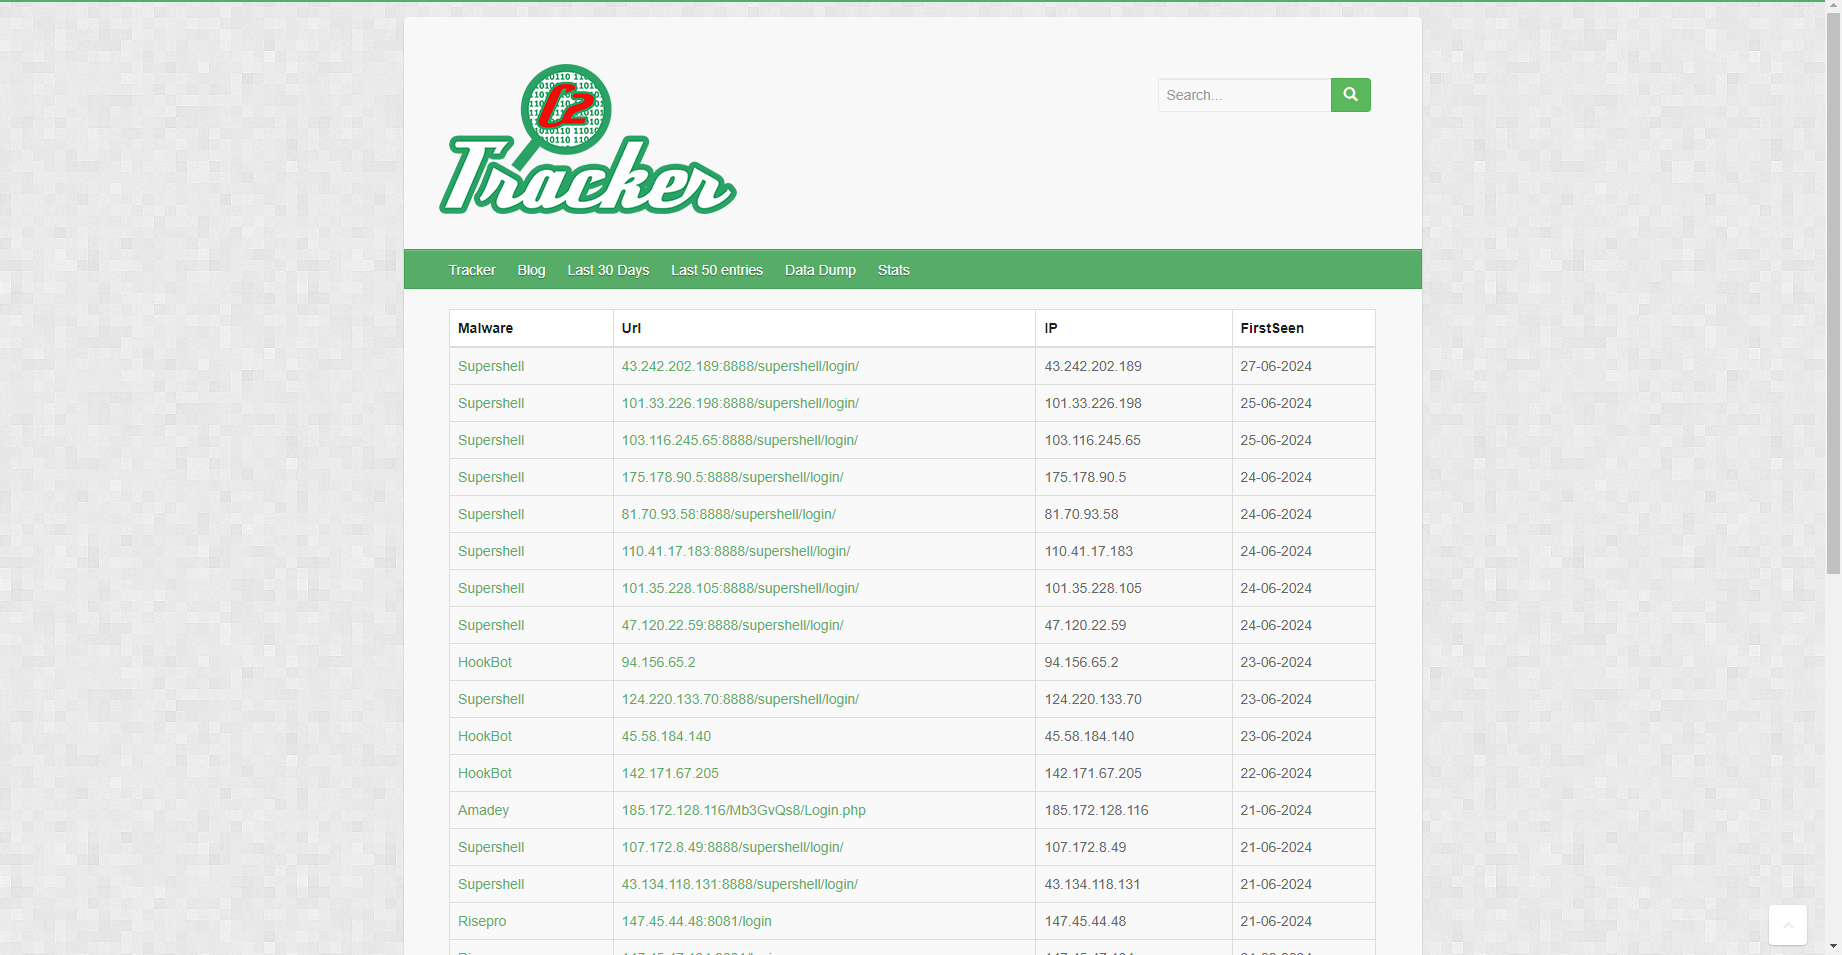 C2
Tracker
Search...
Tracker Blog Last 30 Days Last 50 entries Data Dump Stats
Malware Url IP FirstSeen
Supershell 43.242.202.189:8888/supershell/login/ 43.242.202.189 27-06-2024
Supershell 101.33.226.198:8888/supershell/login/ 101.33.226.198 25-06-2024
Supershell 103.116.245.65:8888/supershell/login/ 103.116.245.65 25-06-2024
Supershell 175.178.90.5:8888/supershell/login/ 175.178.90.5 24-06-2024
Supershell 81.70.93.58:8888/supershell/login/ 81.70.93.58 24-06-2024
Supershell 110.41.17.183:8888/supershell/login/ 110.41.17.183 24-06-2024
Supershell 101.35.228.105:8888/supershell/login/ 101.35.228.105 24-06-2024
Supershell 47.120.22.59:8888/supershell/login/ 47.120.22.59 24-06-2024
HookBot 94.156.65.2 94.156.65.2 23-06-2024
Supershell 124.220.133.70:8888/supershell/login/ 124.220.133.70 23-06-2024
HookBot 45.58.184.140 45.58.184.140 23-06-2024
HookBot 142.171.67.205 142.171.67.205 22-06-2024
Amadey 185.172.128.116/Mb3GvQs8/Login.php 185.172.128.116 21-06-2024
Supershell 107.172.8.49:8888/supershell/login/ 107.172.8.49 21-06-2024
Supershell 43.134.118.131:8888/supershell/login/ 43.134.118.131 21-06-2024
Risepro 147.45.44.48:8081/login 147.45.44.48 21-06-2024